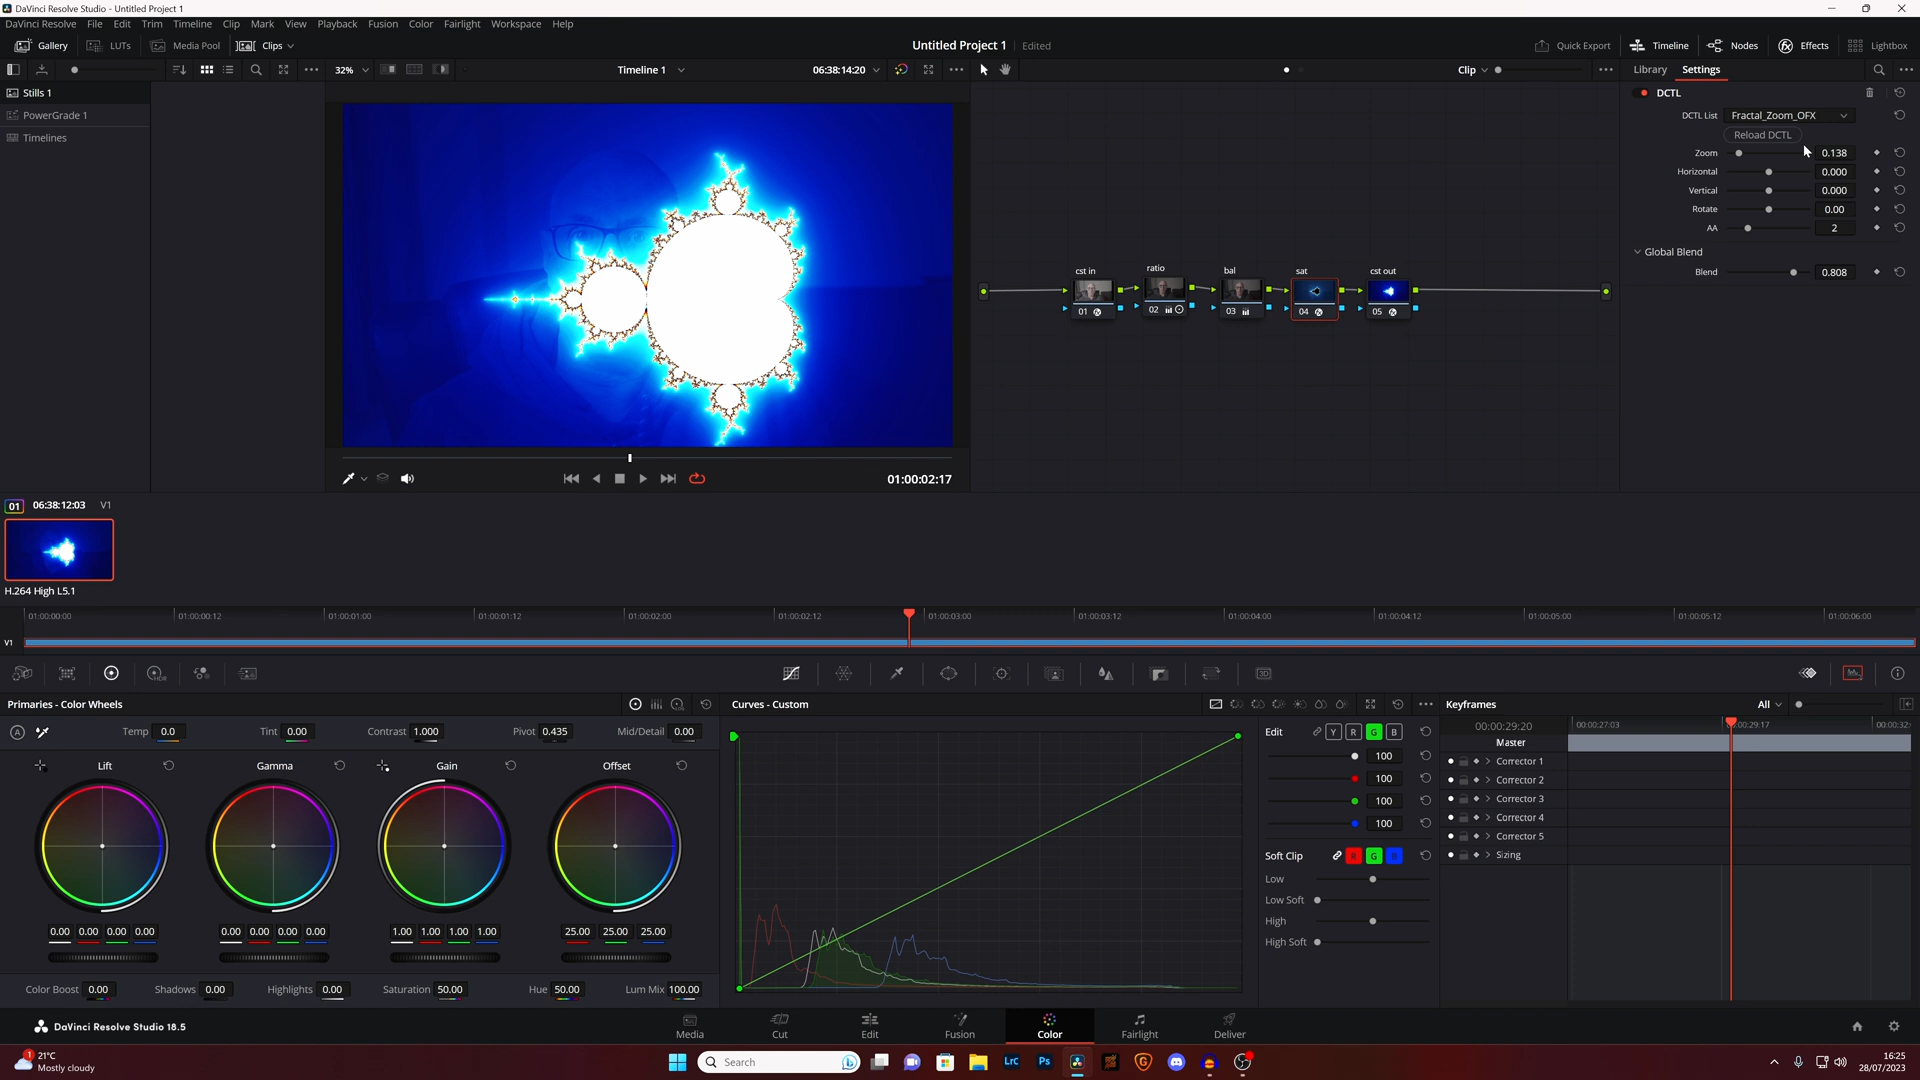 DaVinci Resolve Studio - Untitled Project 1
DaVinci Resolve File Edit Trim Timeline Clip Mark View Playback Fusion Color Fairlight Workspace Help
Gallery LUTs Media Pool Clips
Untitled Project 1 Edited
Quick Export Timeline Nodes Effects Lightbox
32%
Timeline 1
06:38:14:20
Clip
Library Settings
Stills 1
PowerGrade 1
Timelines
DCTL
DCTL List Fractal_Zoom_OFX
Reload DCTL
Zoom 0.138
Horizontal 0.000
Vertical 0.000
Rotate 0.00
AA 2
Global Blend
Blend 0.808
cst in ratio bal sat cst out
01 02 03 04 05
01:00:02:17
01 06:38:12:03 V1
H.264 High L5.1
01:00:00:00 01:00:00:12 01:00:01:00 01:00:01:12 01:00:02:00 01:00:02:12 01:00:03:00 01:00:03:12 01:00:04:00 01:00:04:12 01:00:05:00 01:00:05:12 01:00:06:00
V1
Primaries - Color Wheels
A Temp 0.0 Tint 0.00 Contrast 1.000 Pivot 0.435 Mid/Detail 0.00
Lift Gamma Gain Offset
0.00 0.00 0.00 0.00 0.00 0.00 0.00 0.00 1.00 1.00 1.00 1.00 25.00 25.00 25.00
Color Boost 0.00 Shadows 0.00 Highlights 0.00 Saturation 50.00 Hue 50.00 Lum Mix 100.00
Curves - Custom
Edit Y R G B
100
100
100
100
Soft Clip R G B
Low
Low Soft
High
High Soft
Keyframes All
00:00:29:20 00:00:27:03 00:29:17 00:00:32:
Master
Corrector 1
Corrector 2
Corrector 3
Corrector 4
Corrector 5
Sizing
DaVinci Resolve Studio 18.5
Media Cut Edit Fusion Color Fairlight Deliver
1
21°C
Mostly cloudy
Search
LrC
Ps
16:25
28/07/2023